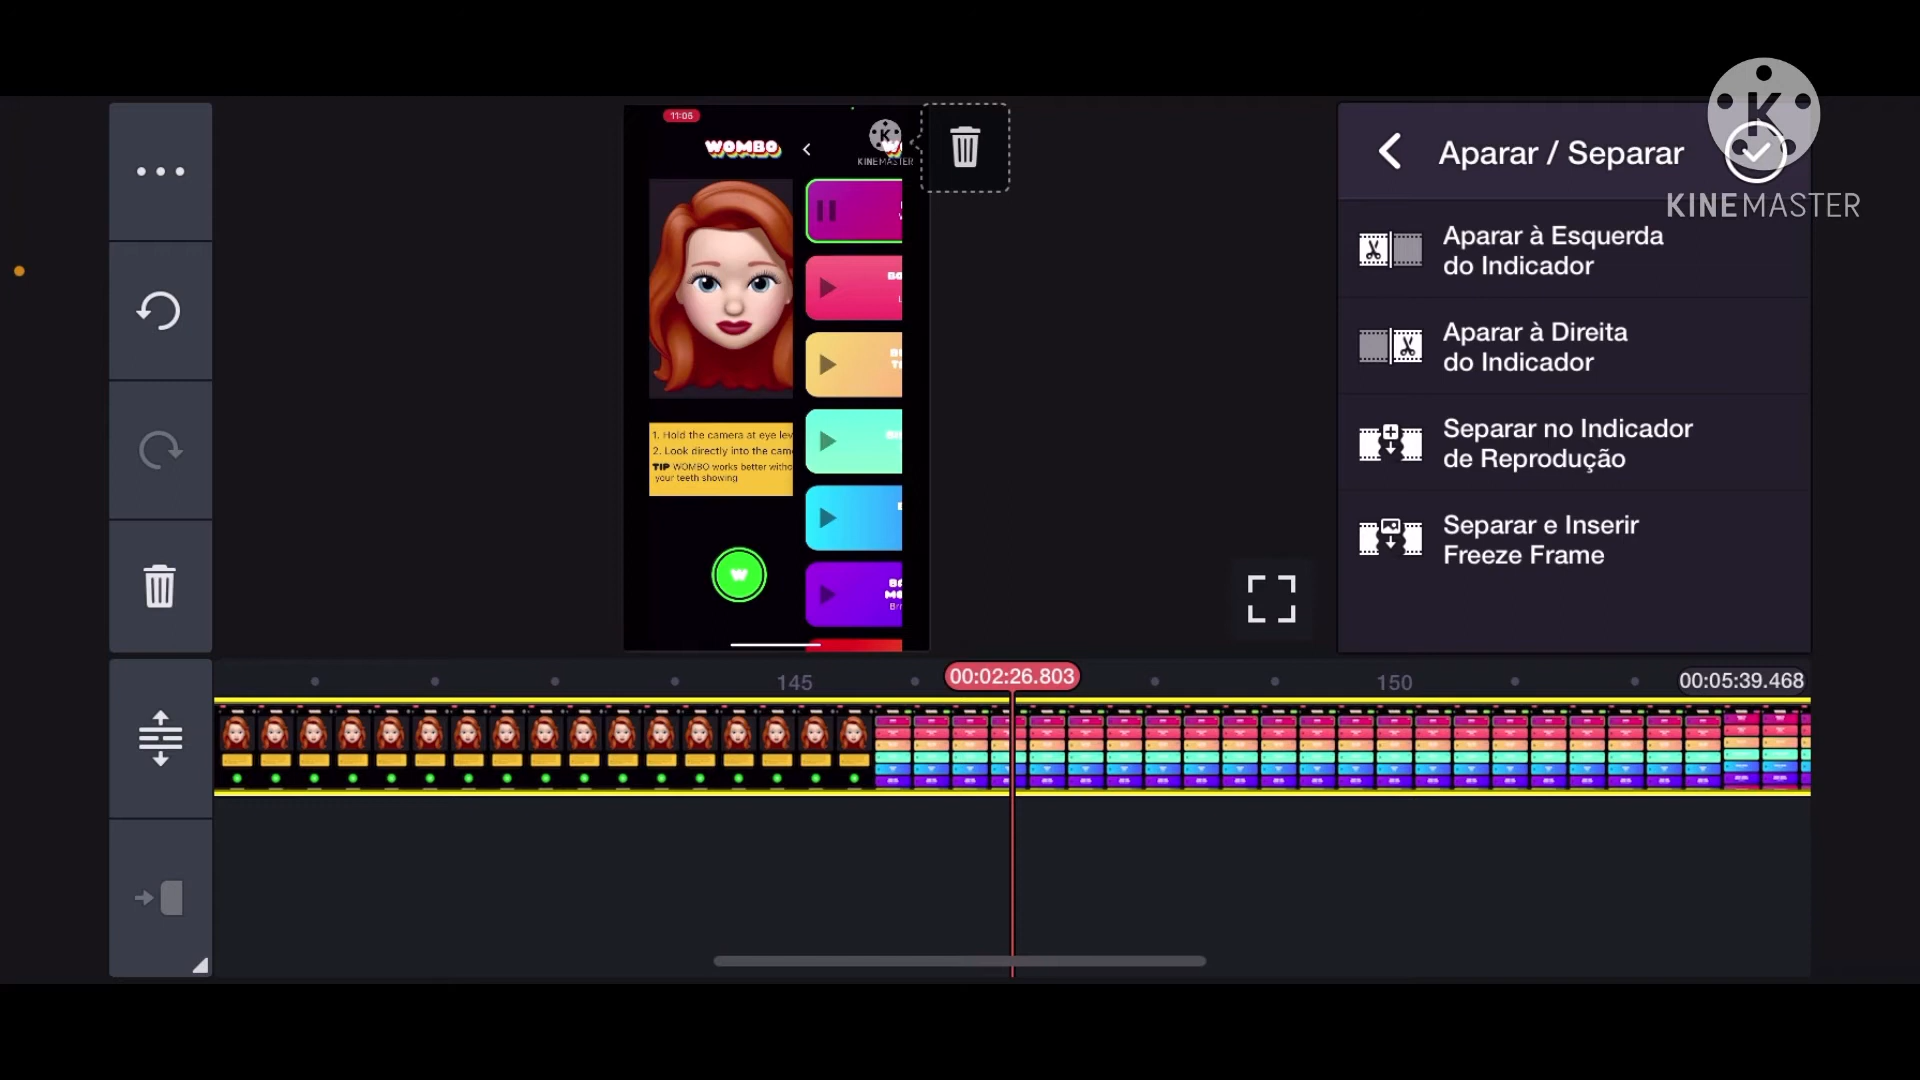 11:05
WOMBO
KINEMASTER
1. Hold the camera at eye lev
2. Look directly into the cam
TIP WOMBO works better witho
your teeth showing
W
Aparar / Separar
KINEMASTER
Aparar à Esquerda
do Indicador
Aparar à Direita
do Indicador
Separar no Indicador
de Reprodução
Separar e Inserir
Freeze Frame
145
00:02:26.803
150
00:05:39.468